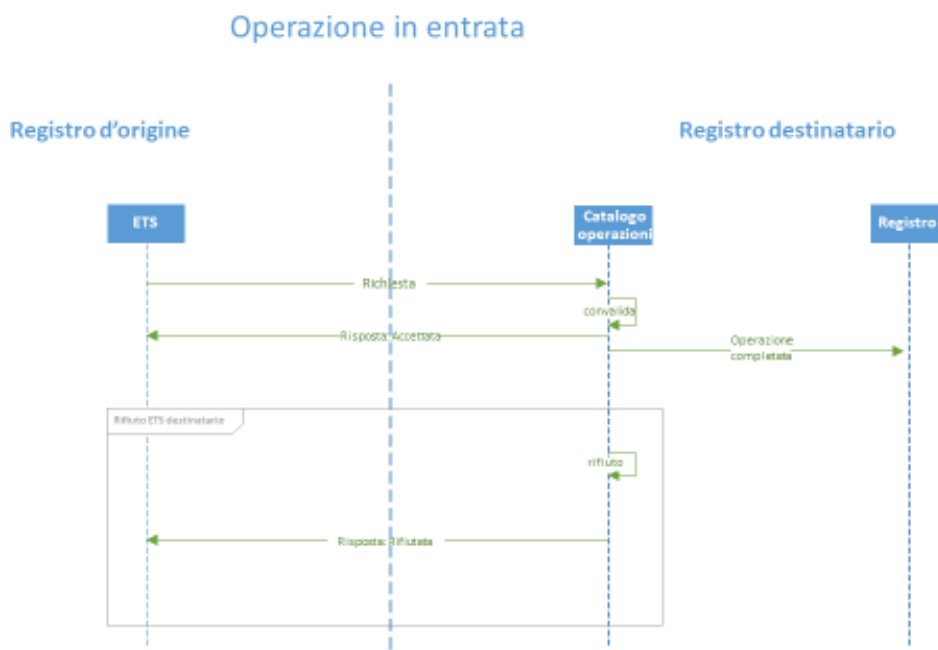 Operazione in entrata
Registro d'origine
Registro destinatario
ETS
Catalogo
operazioni
Registro
Richiesta
convalida
Risposta: Accettata
Operazione
completata
Rifiuto ETS destinatario
rifiuto
Risposta: Rifiutata